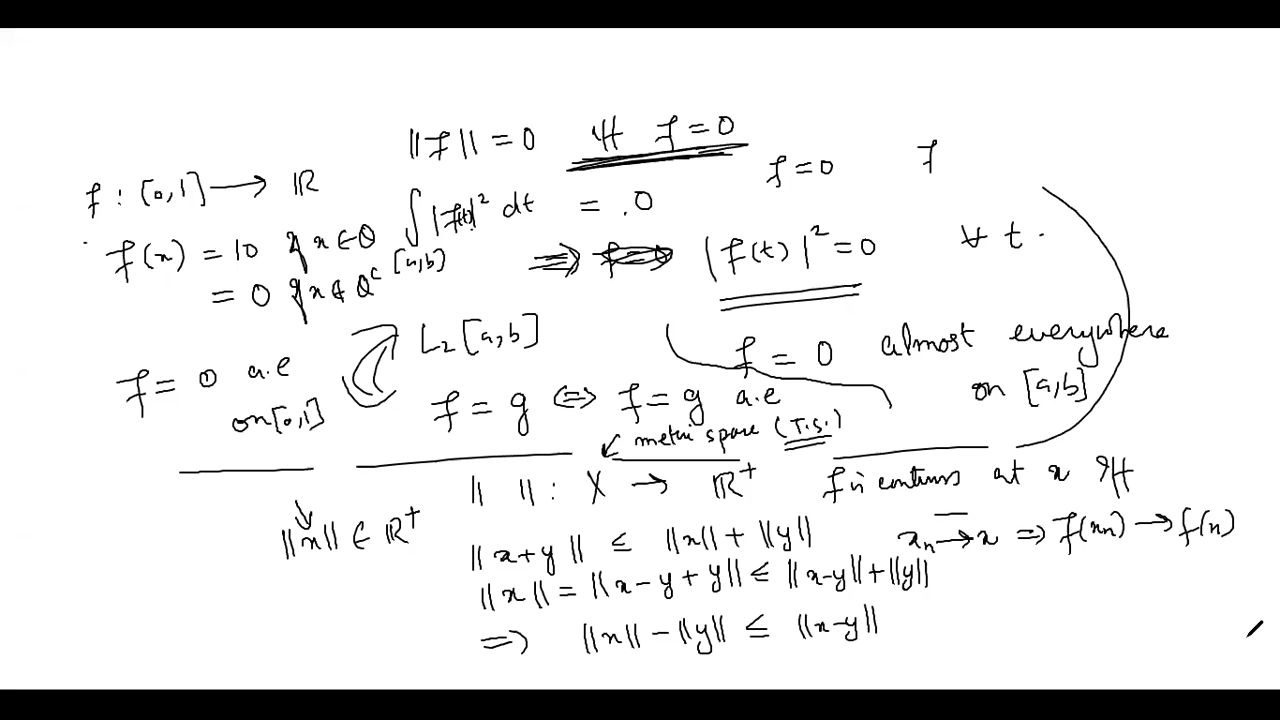 ||f|| = 0 iff f = 0
f = 0 f
f : [0,1] → ℝ
∫[a,b] |f(t)|² dt = .0
f(x) = 10 if x ∈ Q
= 0 if x ∈ Qᶜ
⇒ |f(t)|² = 0 ∀ t.
L₂ [a,b]
f = 0 almost everywhere
on [a,b]
f = 0 a.e
on [0,1]
f = g ⇔ f = g a.e
↙ metric space (T.S.)
|| || : X → ℝ⁺
f is continuous at x iff
xₙ → x ⇒ f(xₙ) → f(x)
||x|| ∈ ℝ⁺
||x+y|| ≤ ||x|| + ||y||
||x|| = ||x-y+y|| ≤ ||x-y|| + ||y||
⇒ ||x|| - ||y|| ≤ ||x-y||